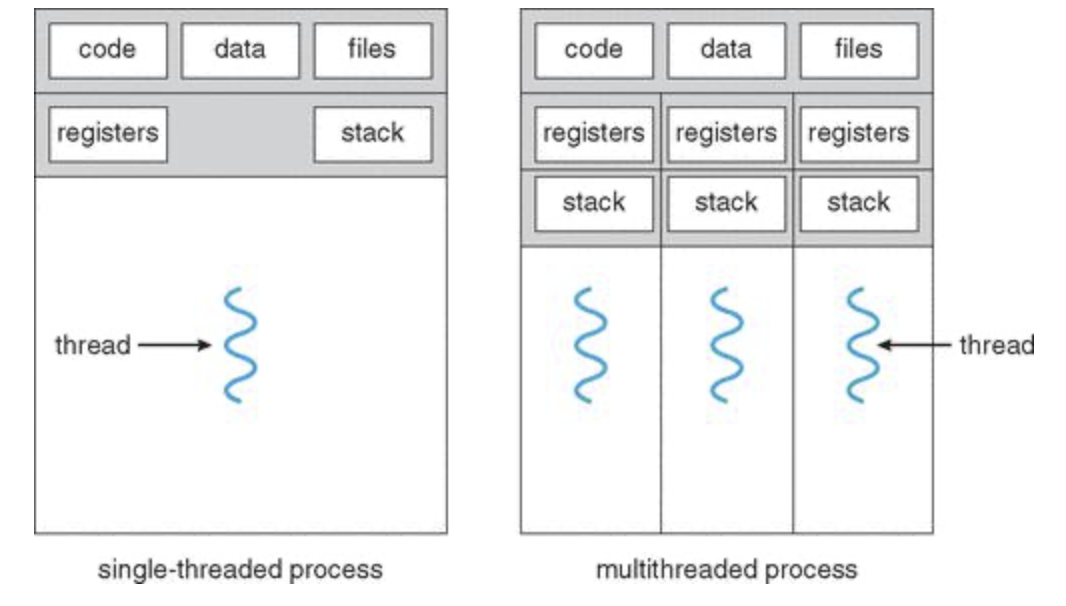 code data files code data files
registers stack registers registers registers
stack stack stack
thread thread
single-threaded process multithreaded process